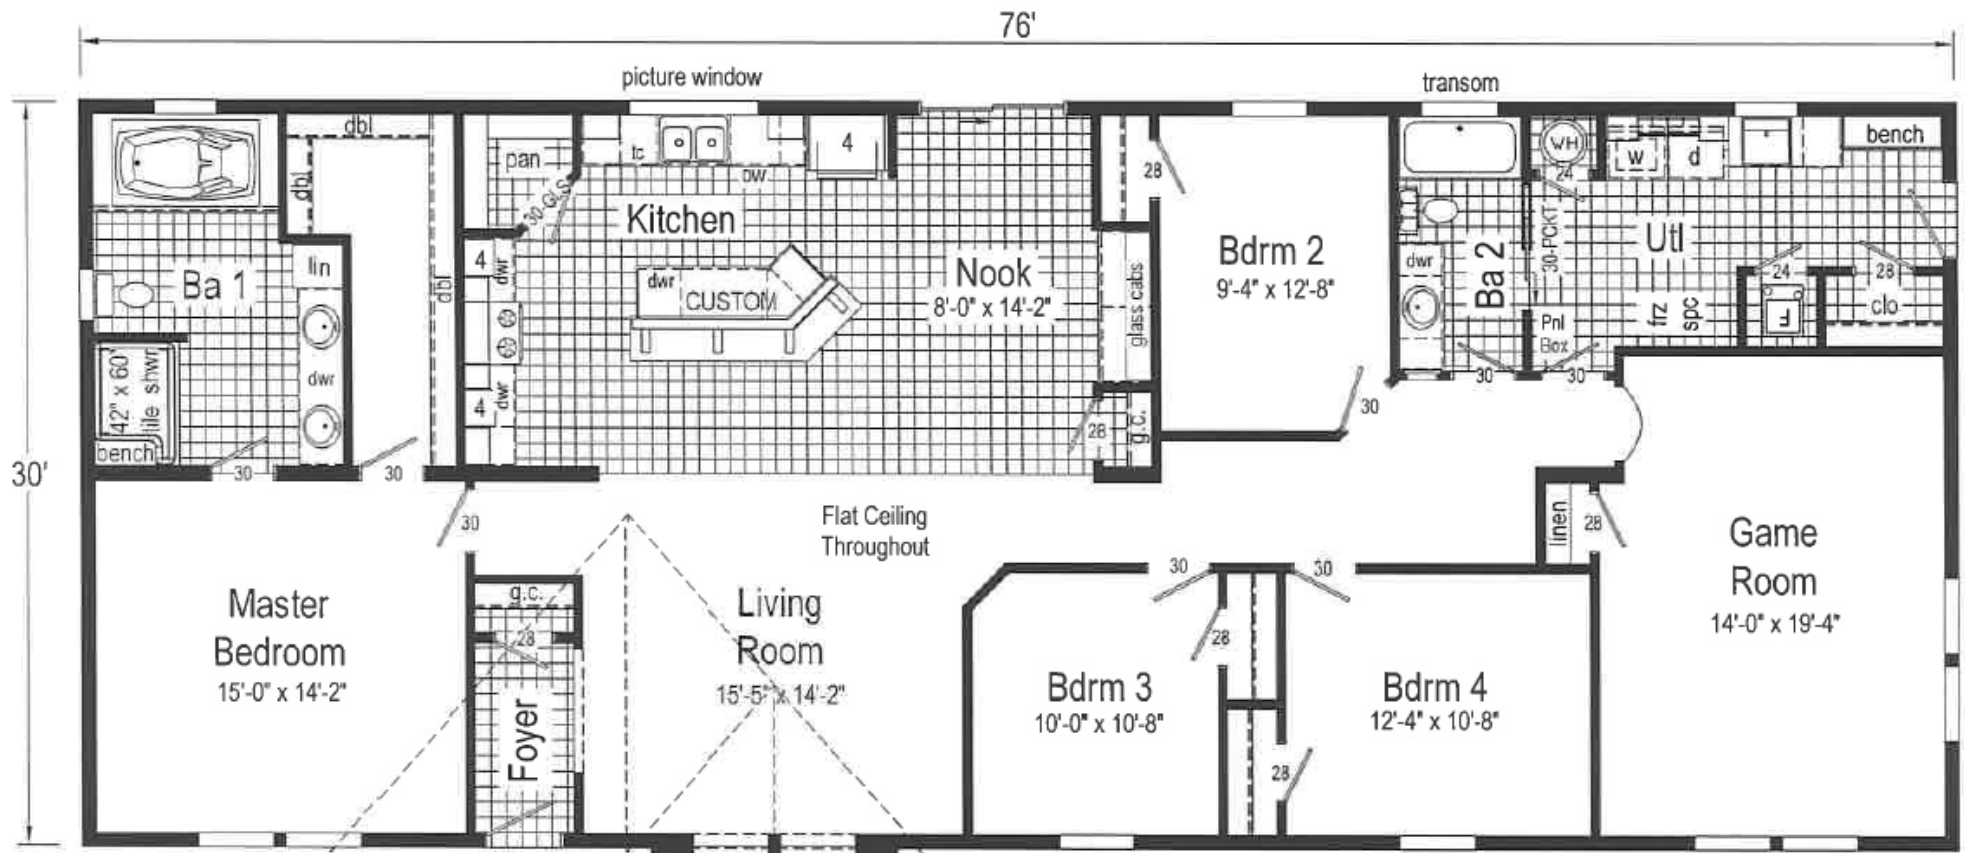 76'
picture window
transom
30'
dbl
dbl
dbl
pan
30-GLS
tc
DW
4
Kitchen
28
WH
24
w
d
bench
Ba 1
lin
dwr
42" x 60"
tile shwr
bench
30
30
4
dwr
4
dwr
dwr
CUSTOM
Nook
8'-0" x 14'-2"
glass cabs
28
g.c.
Bdrm 2
9'-4" x 12'-8"
30
dwr
Ba 2
30
30-PCKT
Utl
frz
spc
Pnl
Box
30
24
F
28
clo
30
Flat Ceiling
Throughout
linen
28
Master
Bedroom
15'-0" x 14'-2"
g.c.
28
Foyer
Living
Room
15'-5" x 14'-2"
30
28
Bdrm 3
10'-0" x 10'-8"
30
28
Bdrm 4
12'-4" x 10'-8"
Game
Room
14'-0" x 19'-4"